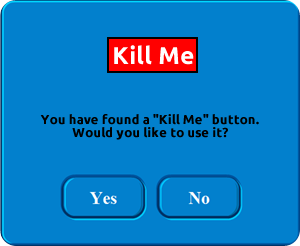 Kill Me
You have found a "Kill Me" button.
Would you like to use it?
Yes
No